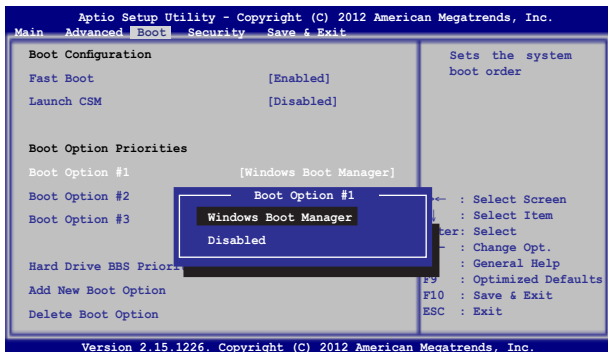 Aptio Setup Utility - Copyright (C) 2012 American Megatrends, Inc.
Main Advanced Boot Security Save & Exit
Boot Configuration
Fast Boot [Enabled]
Launch CSM [Disabled]
Boot Option Priorities
Boot Option #1 [Windows Boot Manager]
Boot Option #2
Boot Option #3
Hard Drive BBS
Add New Boot Option
Delete Boot Option
Boot Option #1
Windows Boot Manager
Disabled
Sets the system
boot order
: Select Screen
: Select Item
: Select
: Change Opt.
: General Help
F9 : Optimized Defaults
F10 : Save & Exit
ESC : Exit
Version 2.15.1226. Copyright (C) 2012 American Megatrends, Inc.